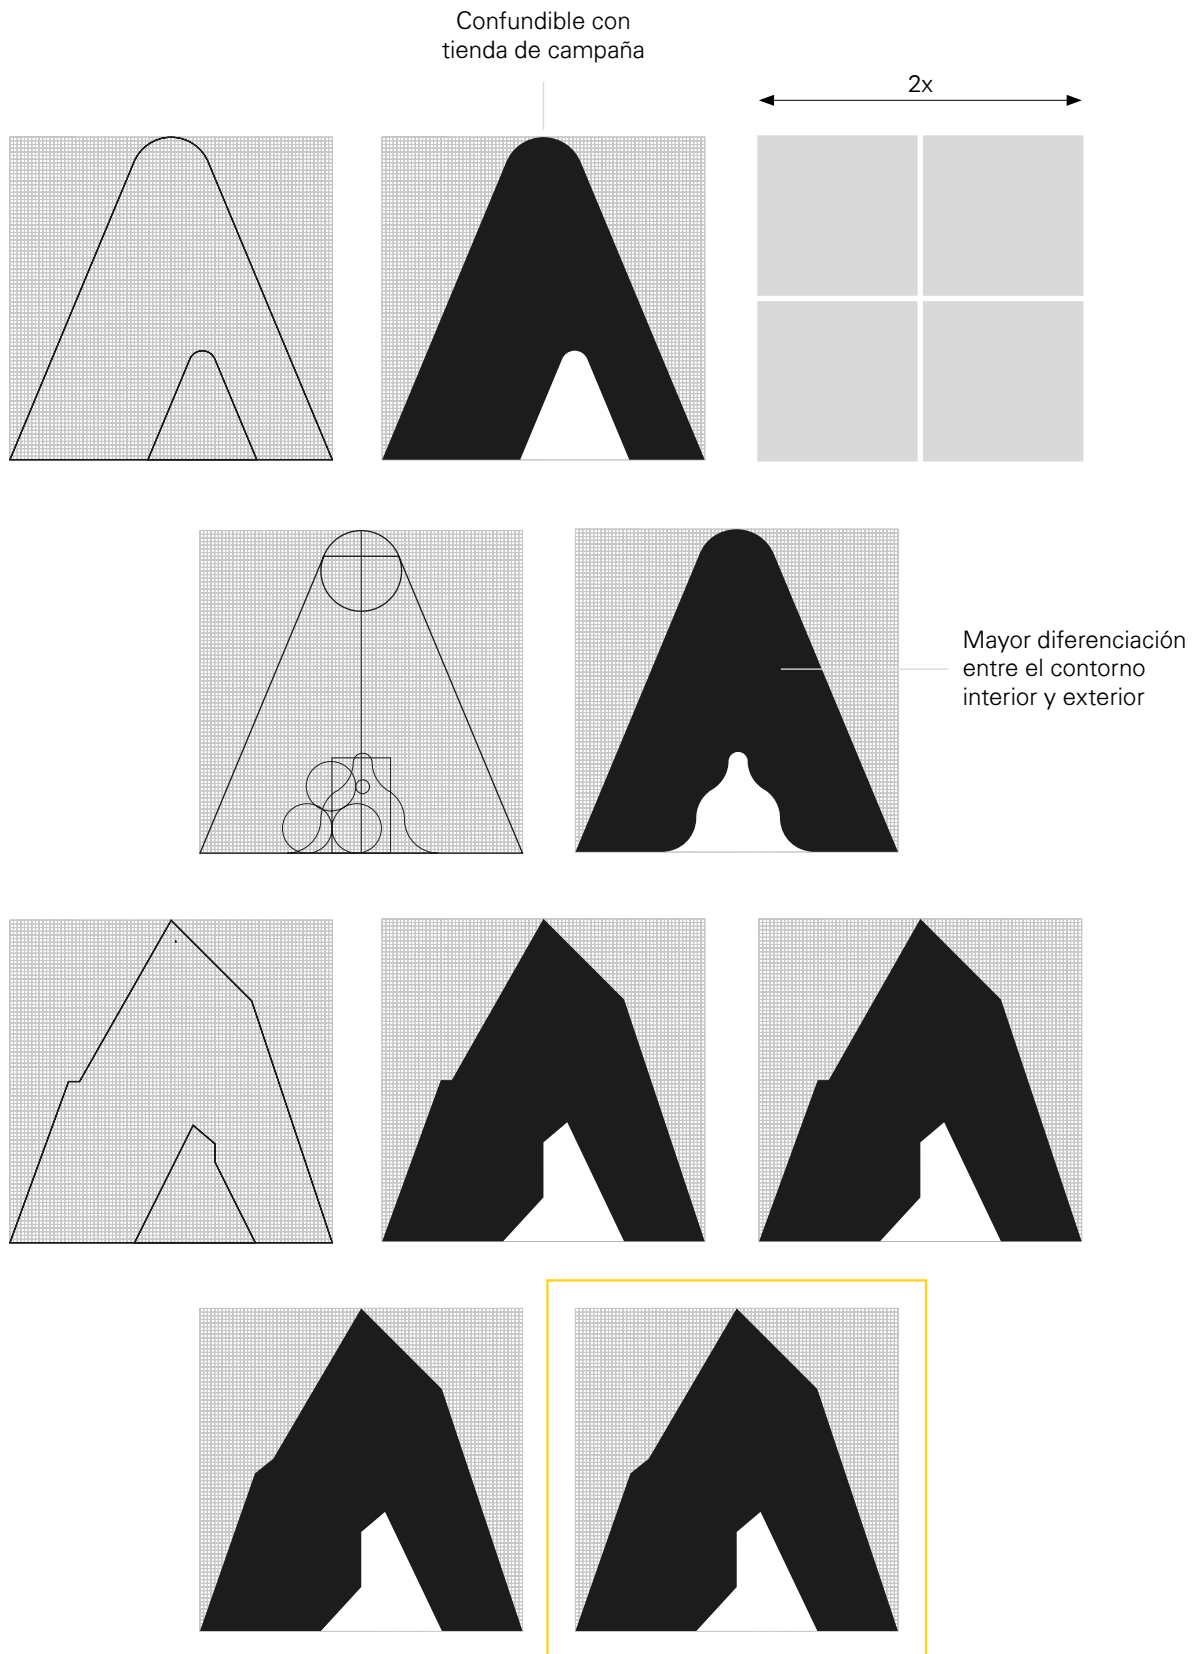 Confundible con
tienda de campaña
2x
Mayor diferenciación
entre el contorno
interior y exterior